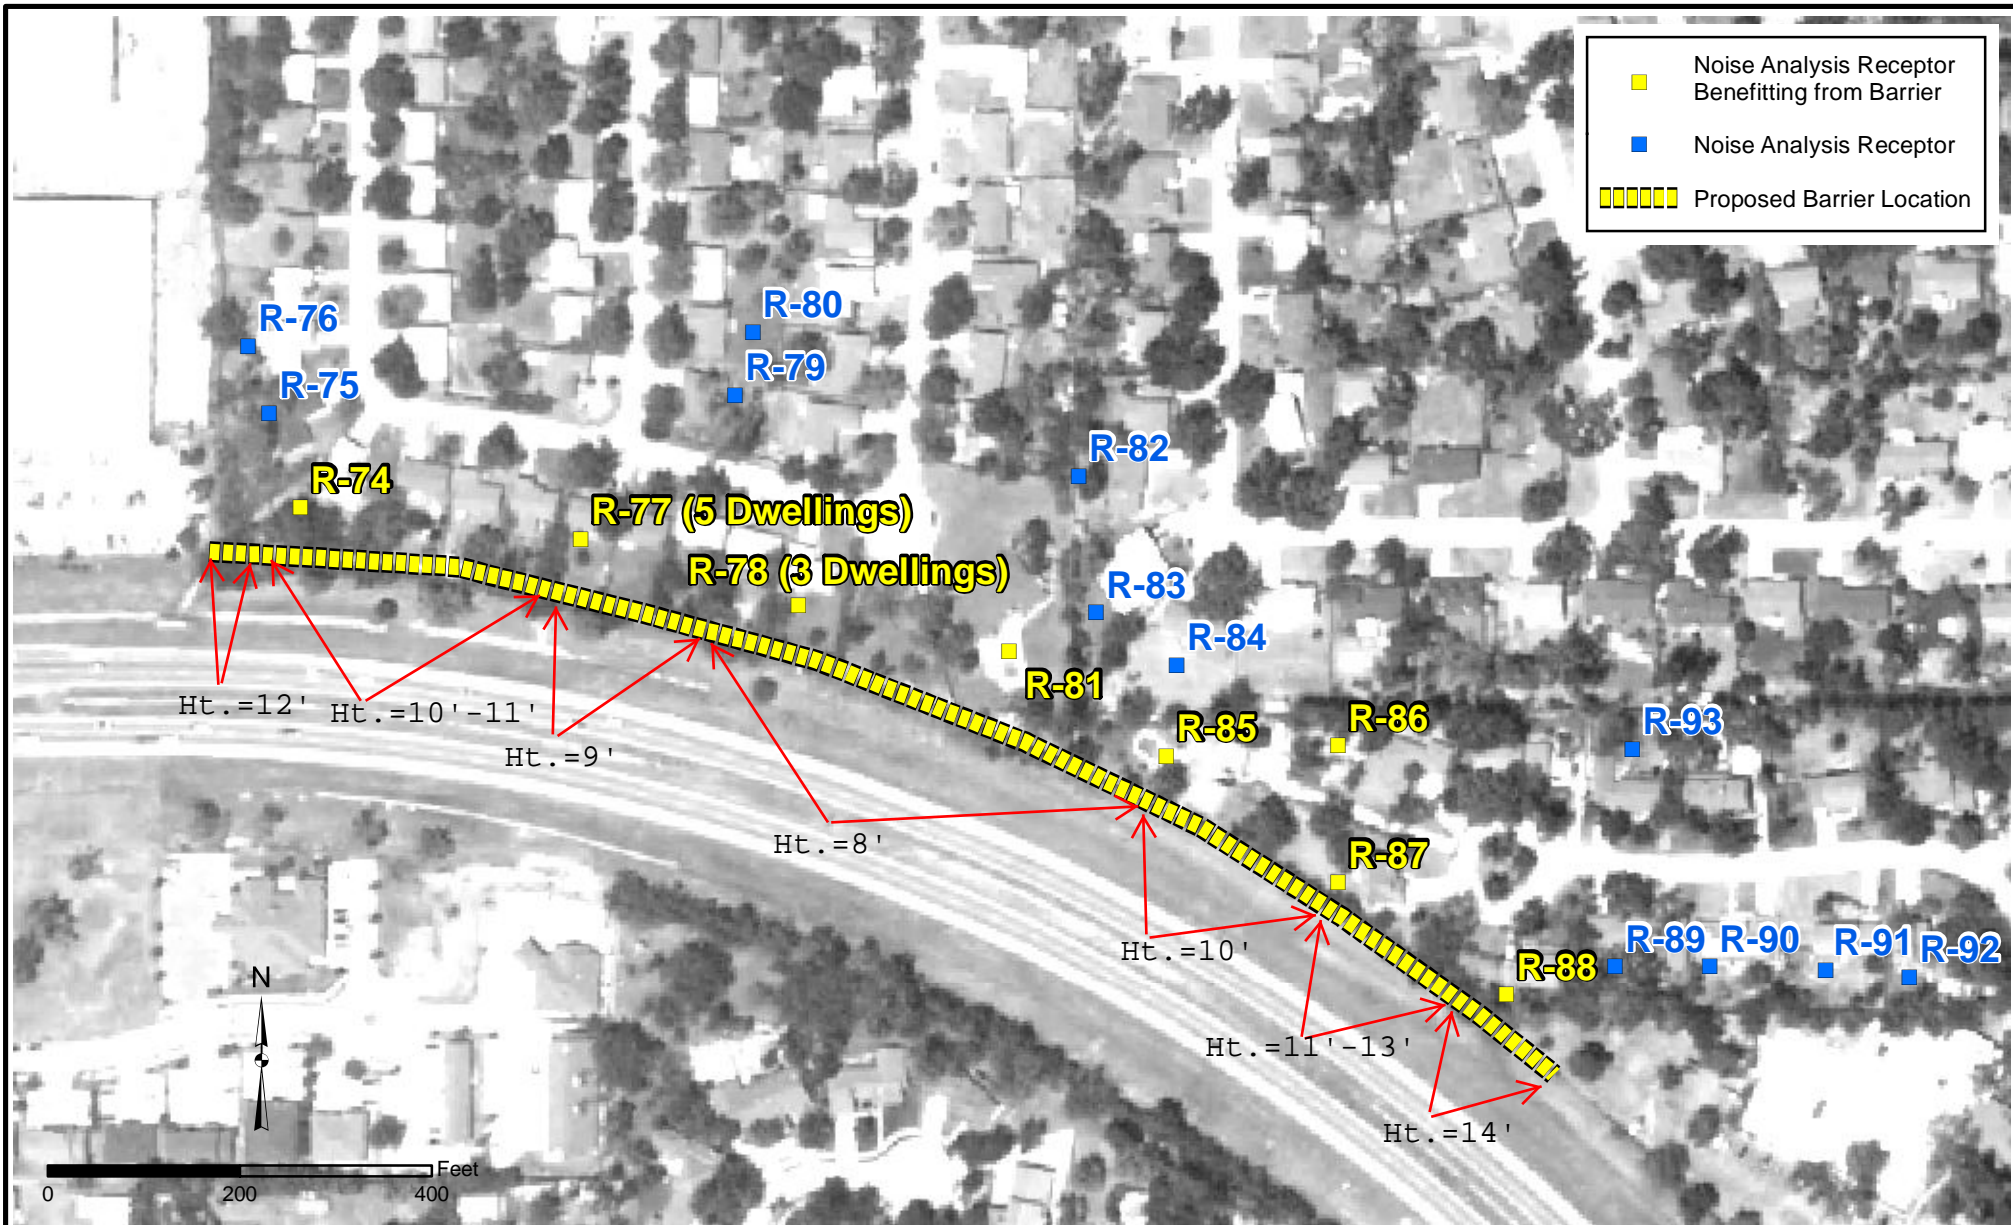 Noise Analysis Receptor
Benefitting from Barrier
Noise Analysis Receptor
Proposed Barrier Location
R-76
R-80
R-75
R-79
R-82
R-74
R-77 (5 Dwellings)
R-78 (3 Dwellings)
R-83
R-84
R-81
R-85
R-86
R-93
Ht.=12'
Ht.=10'-11'
Ht.=9'
Ht.=8'
R-87
Ht.=10'
R-88
R-89
R-90
R-91
R-92
Ht.=11'-13'
Ht.=14'
N
Feet
0
200
400